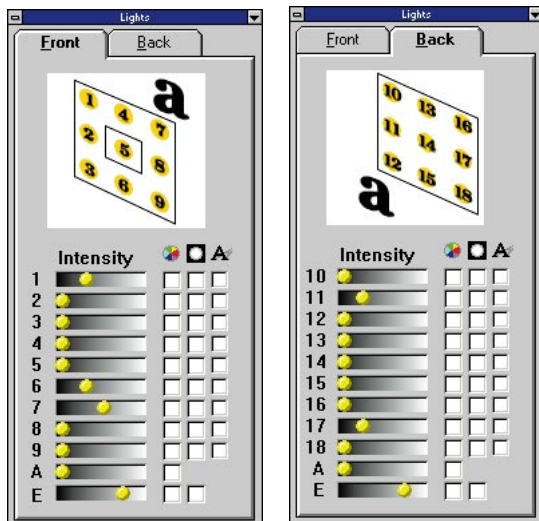 Lights
Front Back
a
1 4 7
2 5 8
3 6 9
Intensity A
1
2
3
4
5
6
7
8
9
A
E
Lights
Front Back
10 13 16
11 14 17
12 15 18
a
Intensity A
10
11
12
13
14
15
16
17
18
A
E